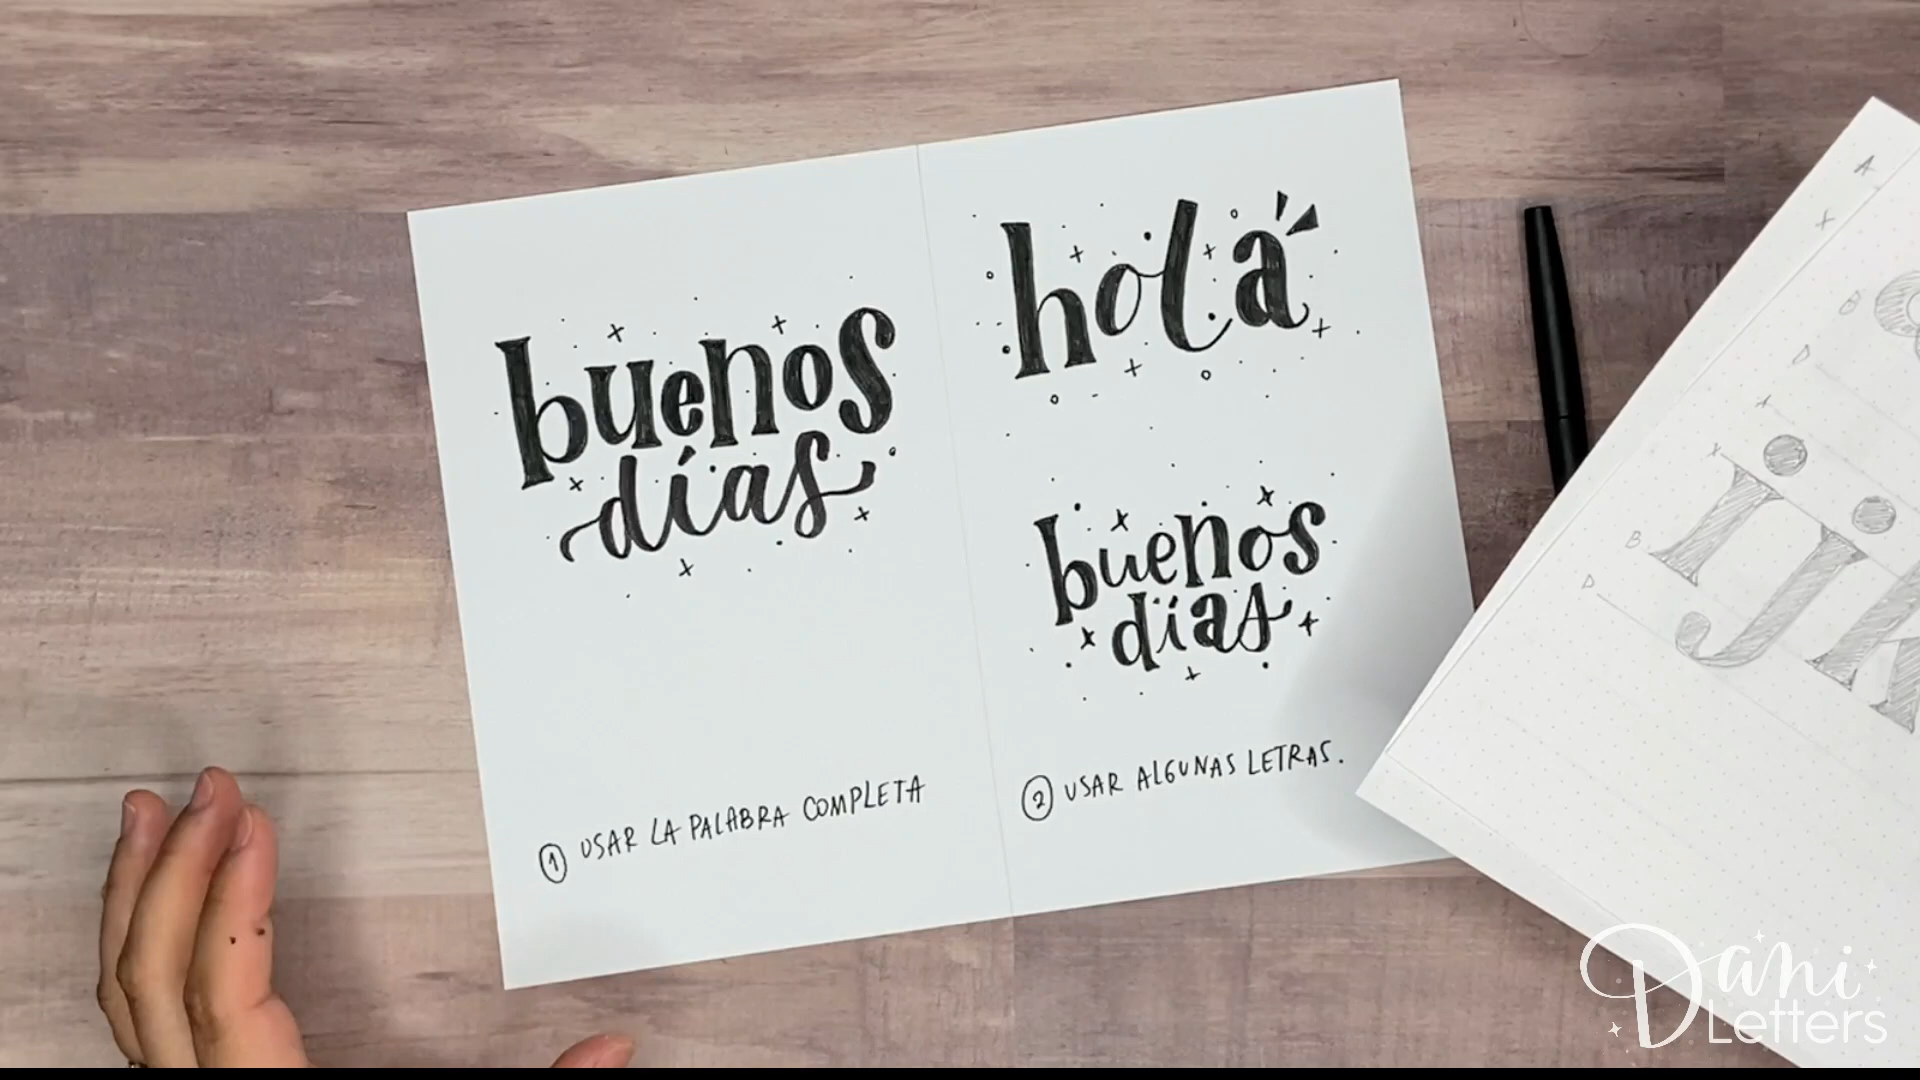 buenos
días
① USAR LA PALABRA COMPLETA
hola
buenos
días
② USAR ALGUNAS LETRAS.
A
X
B
D
A
X
B
D
i j k
Dani
Letters